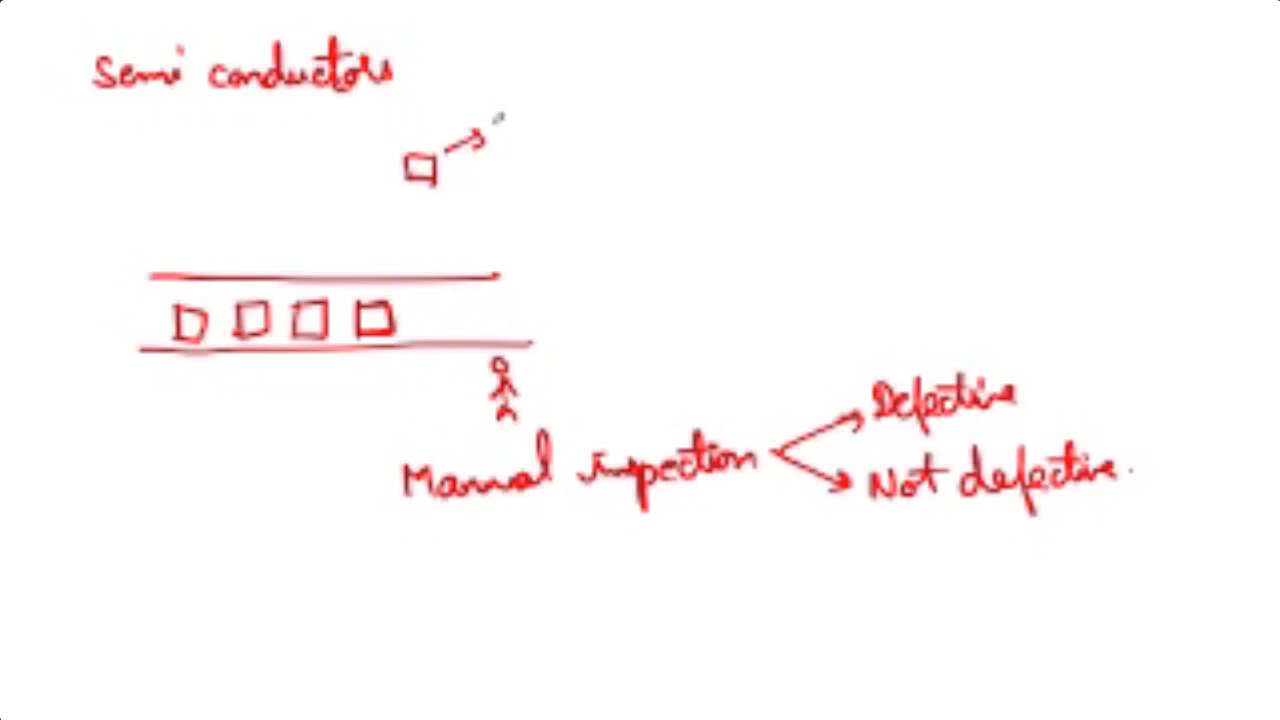 Semi conductors
Defective
Manual inspection
Not defective.